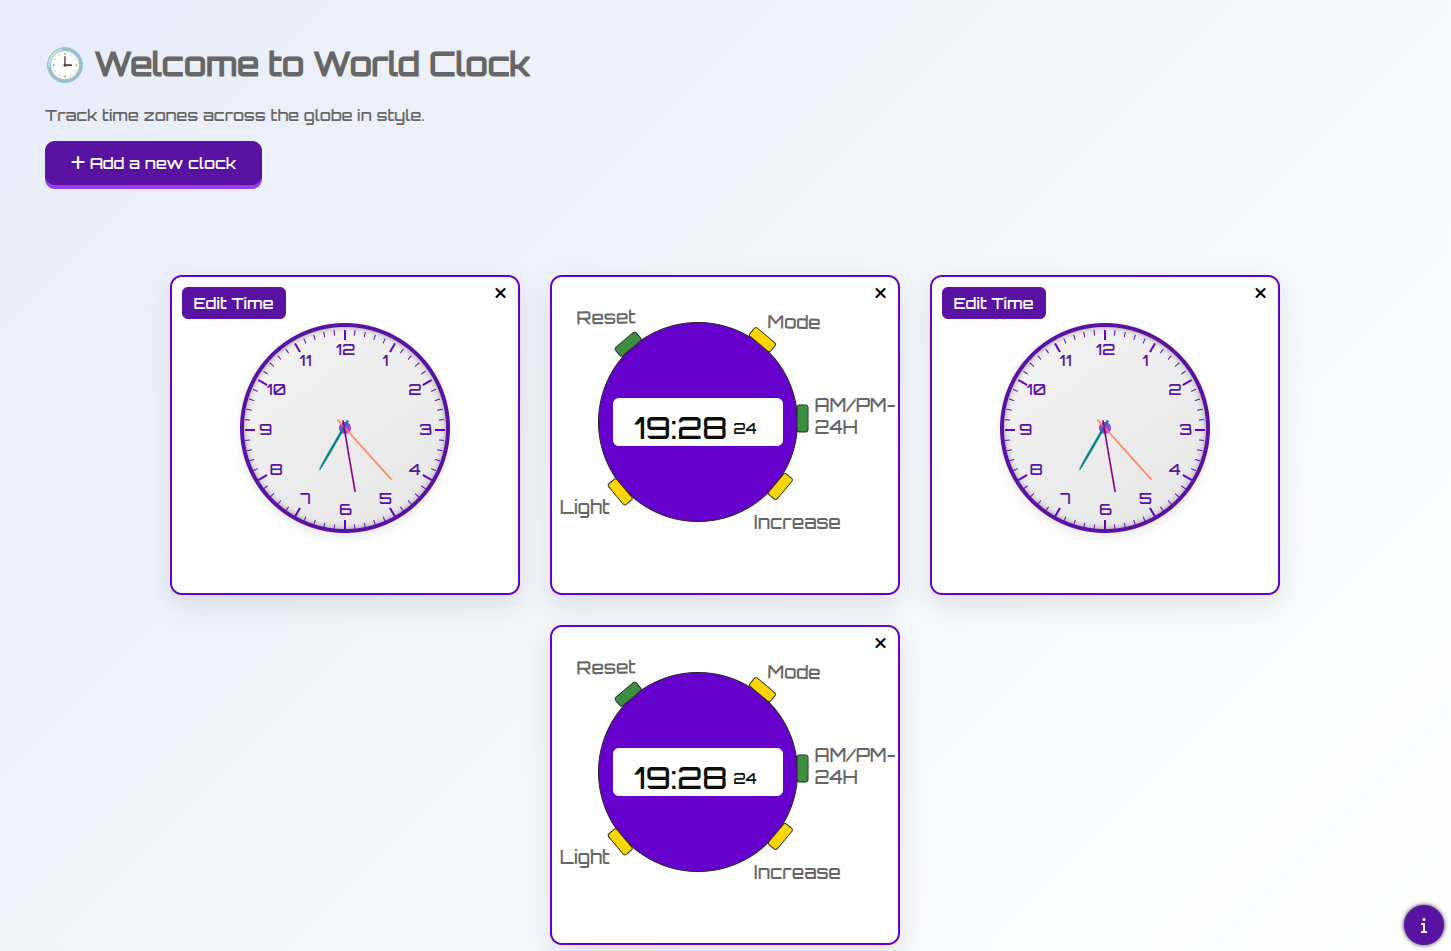 Welcome to World Clock
Track time zones across the globe in style.
+ Add a new clock
Edit Time
×
12
1
2
3
4
5
6
7
8
9
10
11
×
Reset
Mode
AM/PM-
24H
19:28 24
Light
Increase
Edit Time
×
12
1
2
3
4
5
6
7
8
9
10
11
×
Reset
Mode
AM/PM-
24H
19:28 24
Light
Increase
i